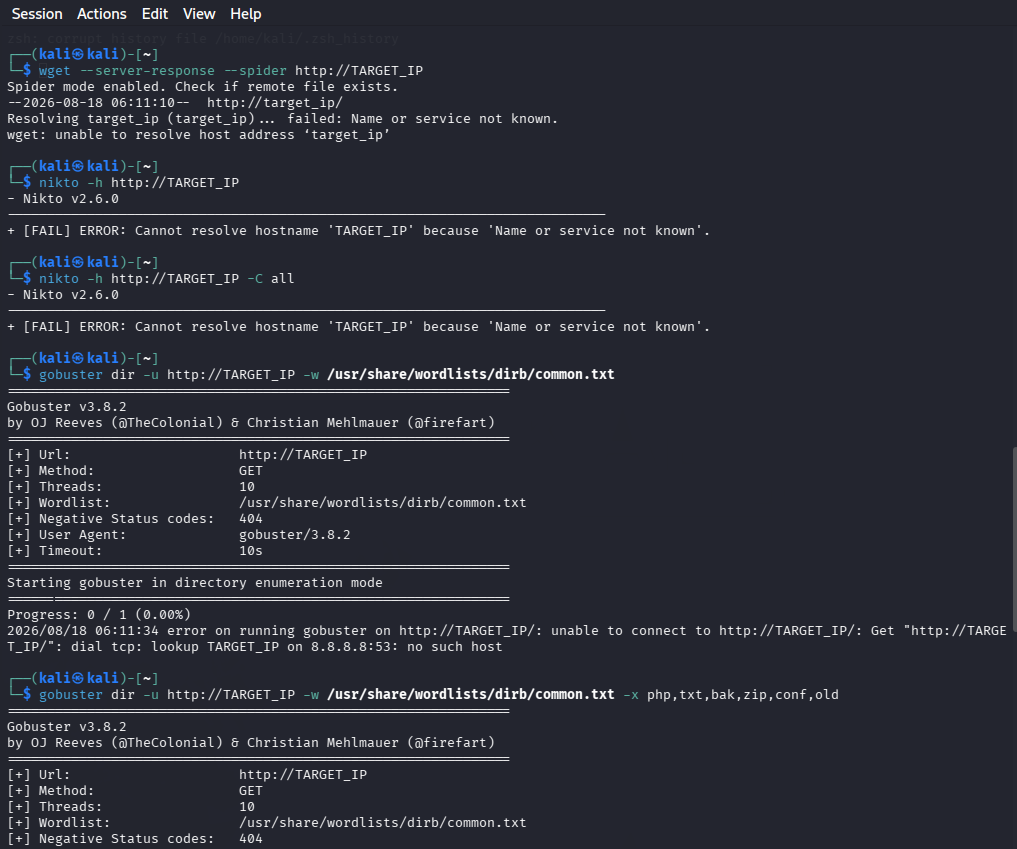 Session Actions Edit View Help
zsh: corrupt history file /home/kali/.zsh_history
┌──(kali㉿kali)-[~]
└─$ wget --server-response --spider http://TARGET_IP
Spider mode enabled. Check if remote file exists.
--2026-08-18 06:11:10-- http://target_ip/
Resolving target_ip (target_ip)... failed: Name or service not known.
wget: unable to resolve host address ‘target_ip’
┌──(kali㉿kali)-[~]
└─$ nikto -h http://TARGET_IP
- Nikto v2.6.0
---------------------------------------------------------------------------
+ [FAIL] ERROR: Cannot resolve hostname 'TARGET_IP' because 'Name or service not known'.
┌──(kali㉿kali)-[~]
└─$ nikto -h http://TARGET_IP -C all
- Nikto v2.6.0
---------------------------------------------------------------------------
+ [FAIL] ERROR: Cannot resolve hostname 'TARGET_IP' because 'Name or service not known'.
┌──(kali㉿kali)-[~]
└─$ gobuster dir -u http://TARGET_IP -w /usr/share/wordlists/dirb/common.txt
===============================================================
Gobuster v3.8.2
by OJ Reeves (@TheColonial) & Christian Mehlmauer (@firefart)
===============================================================
[+] Url: http://TARGET_IP
[+] Method: GET
[+] Threads: 10
[+] Wordlist: /usr/share/wordlists/dirb/common.txt
[+] Negative Status codes: 404
[+] User Agent: gobuster/3.8.2
[+] Timeout: 10s
===============================================================
Starting gobuster in directory enumeration mode
===============================================================
Progress: 0 / 1 (0.00%)
2026/08/18 06:11:34 error on running gobuster on http://TARGET_IP/: unable to connect to http://TARGET_IP/: Get "http://TARGE
T_IP/": dial tcp: lookup TARGET_IP on 8.8.8.8:53: no such host
┌──(kali㉿kali)-[~]
└─$ gobuster dir -u http://TARGET_IP -w /usr/share/wordlists/dirb/common.txt -x php,txt,bak,zip,conf,old
===============================================================
Gobuster v3.8.2
by OJ Reeves (@TheColonial) & Christian Mehlmauer (@firefart)
===============================================================
[+] Url: http://TARGET_IP
[+] Method: GET
[+] Threads: 10
[+] Wordlist: /usr/share/wordlists/dirb/common.txt
[+] Negative Status codes: 404